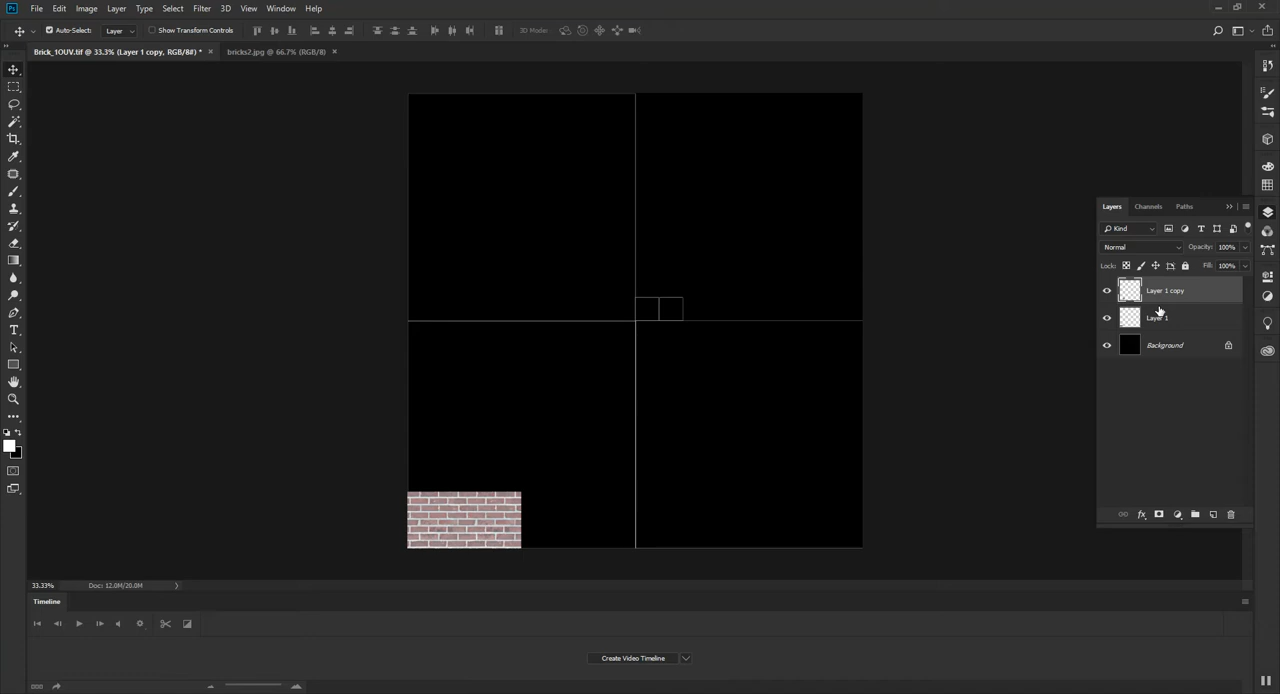 Ps File Edit Image Layer Type Select Filter 3D View Window Help
Auto-Select: Layer Show Transform Controls 3D Mode:
Brick_1OUV.tif @ 33.3% (Layer 1 copy, RGB/8#) * × bricks2.jpg @ 66.7% (RGB/8) ×
Layers Channels Paths
Kind
Normal Opacity: 100%
Lock: Fill: 100%
Layer 1 copy
Layer 1
Background
fx
33.33% Doc: 12.0M/20.0M
Timeline
Create Video Timeline